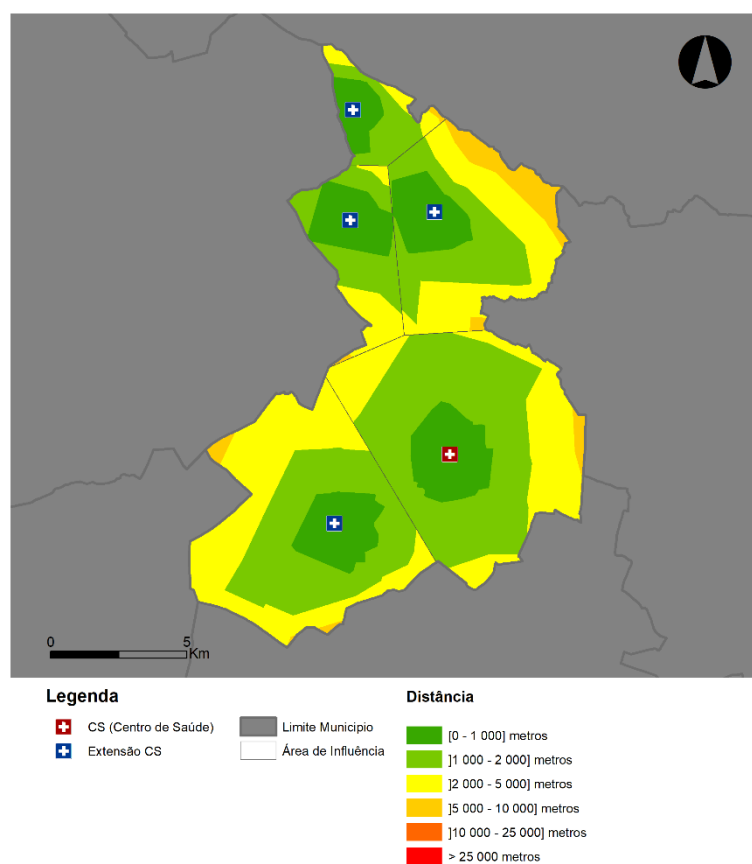 0 5
Km
Legenda
CS (Centro de Saúde)
Extensão CS
Limite Municipio
Área de Influência
Distância
[0 - 1 000] metros
]1 000 - 2 000] metros
]2 000 - 5 000] metros
]5 000 - 10 000] metros
]10 000 - 25 000] metros
> 25 000 metros